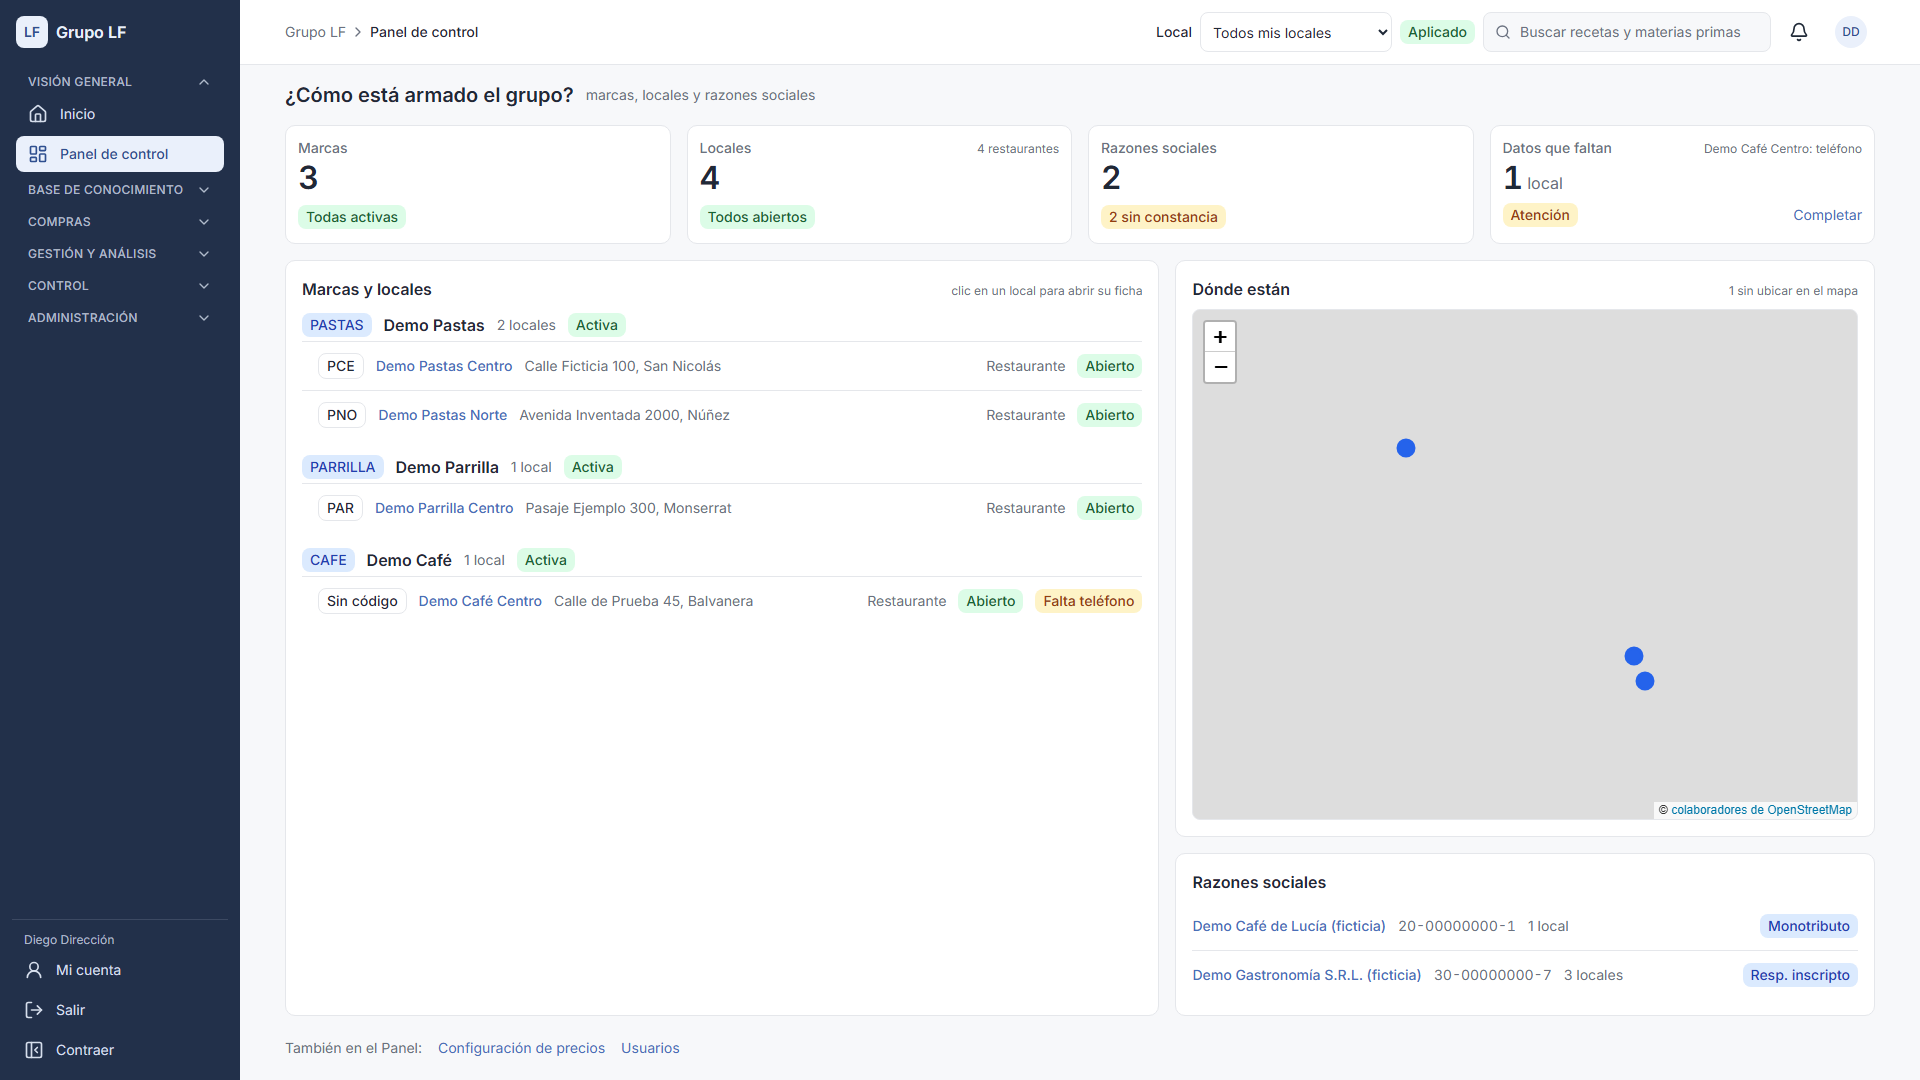 LF Grupo LF
VISIÓN GENERAL
Inicio
Panel de control
BASE DE CONOCIMIENTO
COMPRAS
GESTIÓN Y ANÁLISIS
CONTROL
ADMINISTRACIÓN
Diego Dirección
Mi cuenta
Salir
Contraer
Grupo LF > Panel de control
Local Todos mis locales Aplicado Buscar recetas y materias primas DD
¿Cómo está armado el grupo? marcas, locales y razones sociales
Marcas
3
Todas activas
Locales 4 restaurantes
4
Todos abiertos
Razones sociales
2
2 sin constancia
Datos que faltan Demo Café Centro: teléfono
1 local
Atención Completar
Marcas y locales clic en un local para abrir su ficha
PASTAS Demo Pastas 2 locales Activa
PCE Demo Pastas Centro Calle Ficticia 100, San Nicolás Restaurante Abierto
PNO Demo Pastas Norte Avenida Inventada 2000, Núñez Restaurante Abierto
PARRILLA Demo Parrilla 1 local Activa
PAR Demo Parrilla Centro Pasaje Ejemplo 300, Monserrat Restaurante Abierto
CAFE Demo Café 1 local Activa
Sin código Demo Café Centro Calle de Prueba 45, Balvanera Restaurante Abierto Falta teléfono
Dónde están 1 sin ubicar en el mapa
+
−
© colaboradores de OpenStreetMap
Razones sociales
Demo Café de Lucía (ficticia) 20-00000000-1 1 local Monotributo
Demo Gastronomía S.R.L. (ficticia) 30-00000000-7 3 locales Resp. inscripto
También en el Panel: Configuración de precios Usuarios